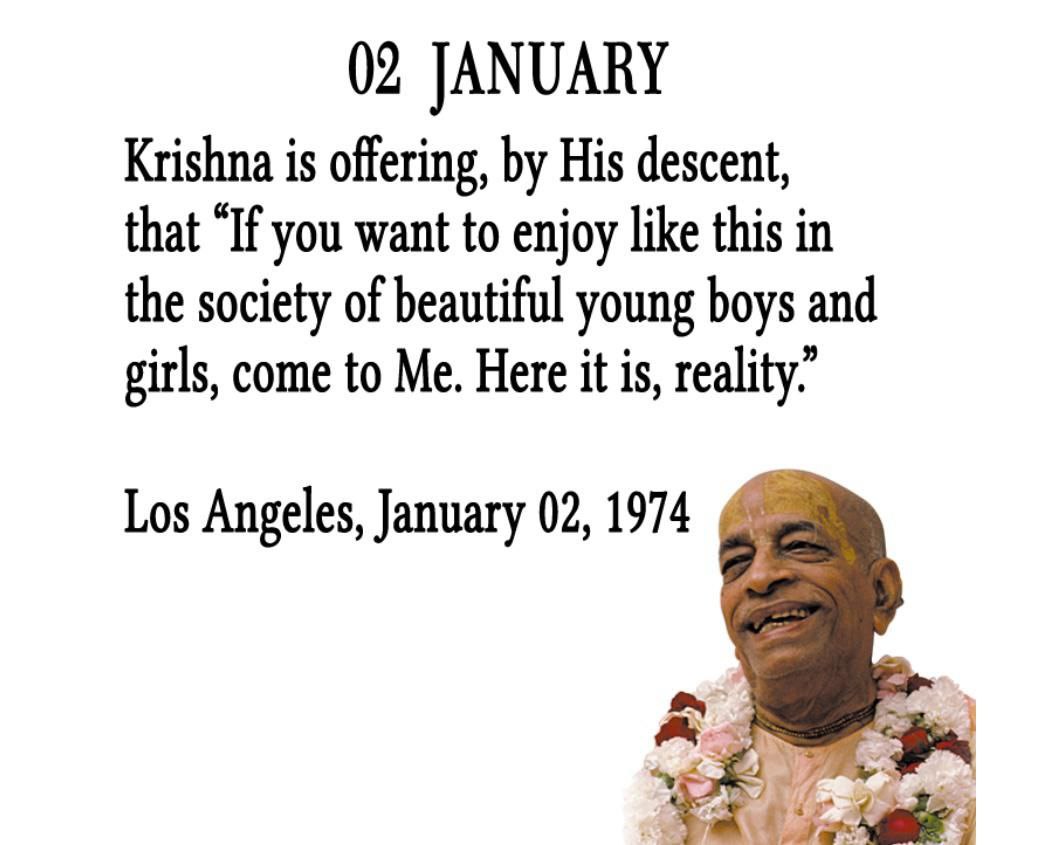 02 JANUARY
Krishna is offering, by His descent,
that “If you want to enjoy like this in
the society of beautiful young boys and
girls, come to Me. Here it is, reality.”
Los Angeles, January 02, 1974